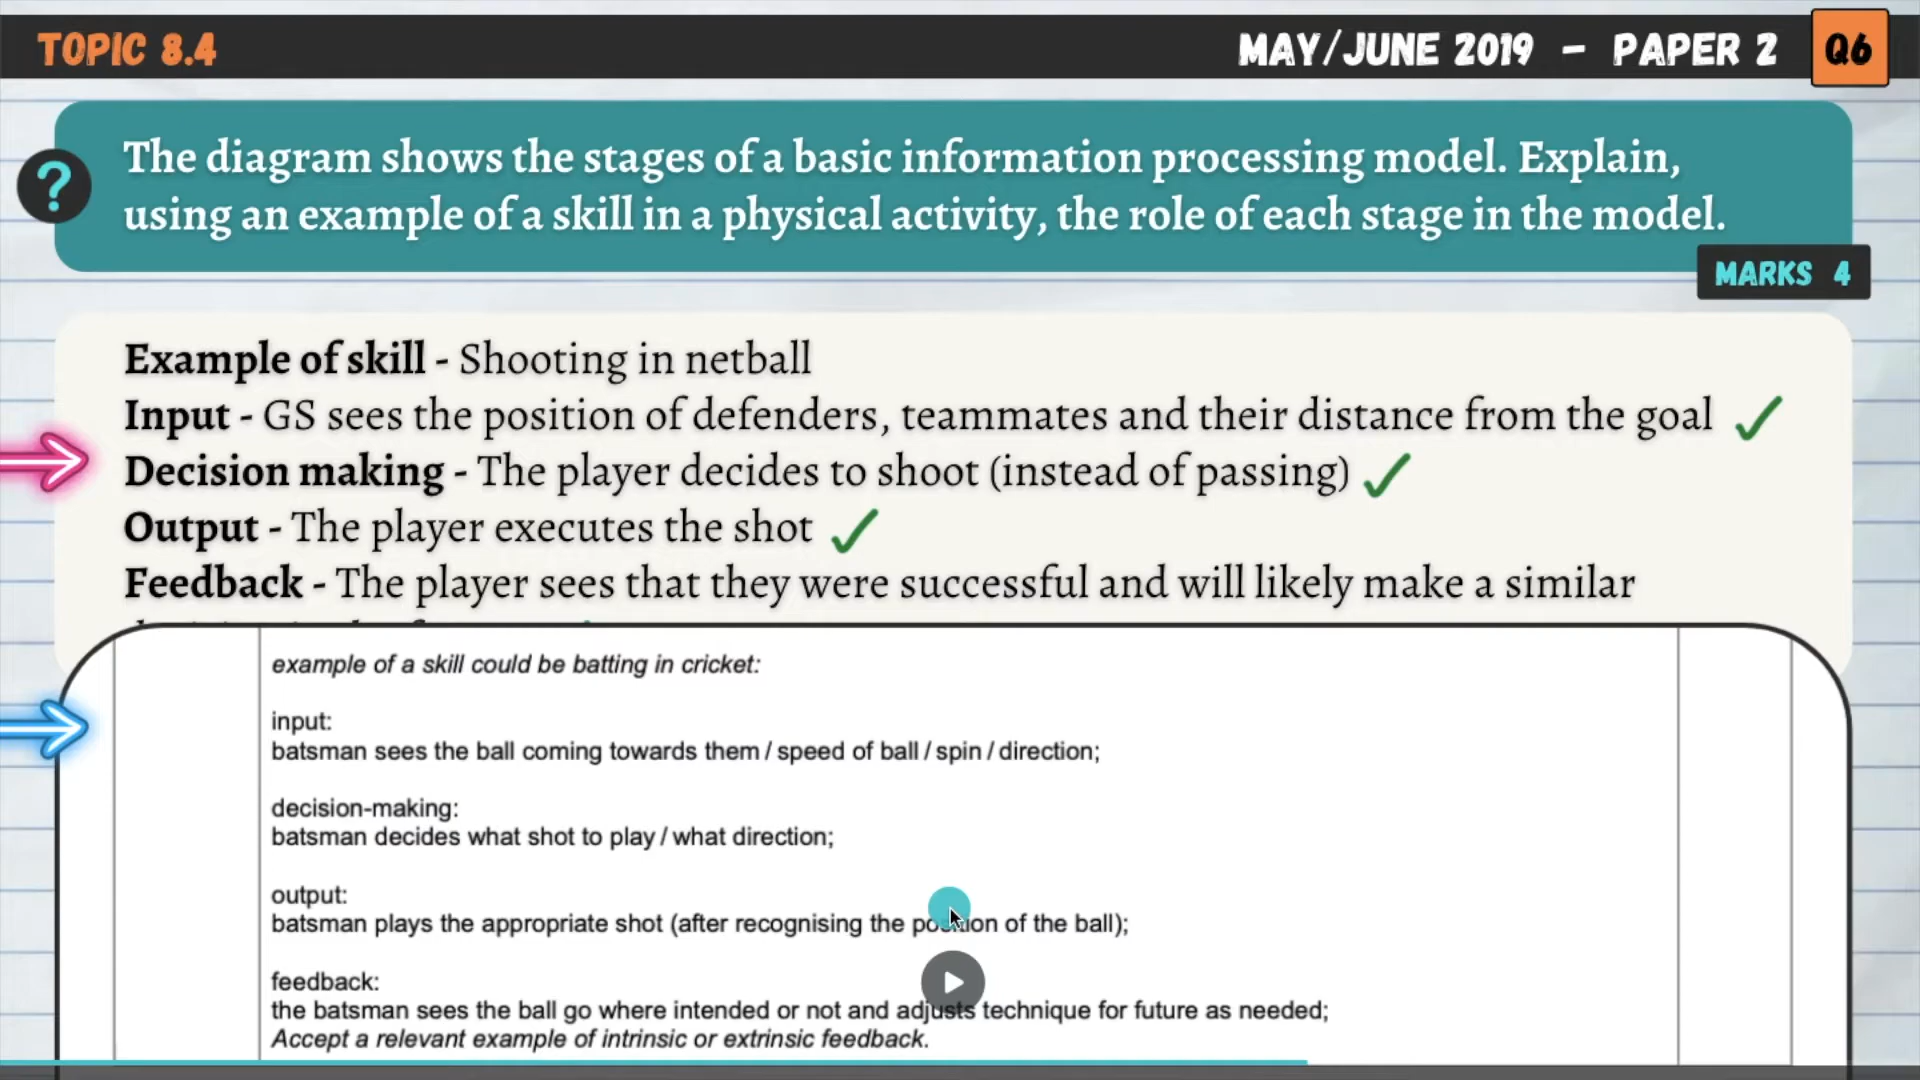 TOPIC 8.4
MAY/JUNE 2019 – PAPER 2
Q6
?
The diagram shows the stages of a basic information processing model. Explain,
using an example of a skill in a physical activity, the role of each stage in the model.
MARKS 4
Example of skill - Shooting in netball
Input - GS sees the position of defenders, teammates and their distance from the goal
Decision making - The player decides to shoot (instead of passing)
Output - The player executes the shot
Feedback - The player sees that they were successful and will likely make a similar
example of a skill could be batting in cricket:
input:
batsman sees the ball coming towards them / speed of ball / spin / direction;
decision-making:
batsman decides what shot to play / what direction;
output:
batsman plays the appropriate shot (after recognising the position of the ball);
feedback:
the batsman sees the ball go where intended or not and adjusts technique for future as needed;
Accept a relevant example of intrinsic or extrinsic feedback.